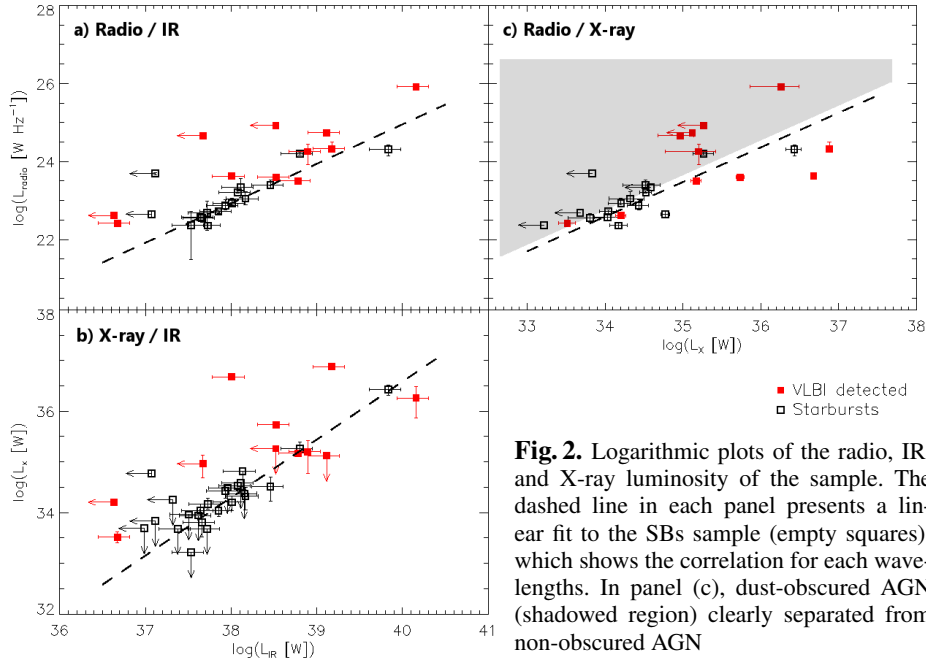 a) Radio / IR
c) Radio / X-ray
28
26
24
22
log(L_radio [W Hz⁻¹])
33
34
35
36
37
38
log(L_X [W])
b) X-ray / IR
38
36
34
32
log(L_x [W])
36
37
38
39
40
41
log(L_IR [W])
VLBI detected
Starbursts
Fig. 2. Logarithmic plots of the radio, IR
and X-ray luminosity of the sample. The
dashed line in each panel presents a lin-
ear fit to the SBs sample (empty squares)
which shows the correlation for each wave-
lengths. In panel (c), dust-obscured AGN
(shadowed region) clearly separated from
non-obscured AGN